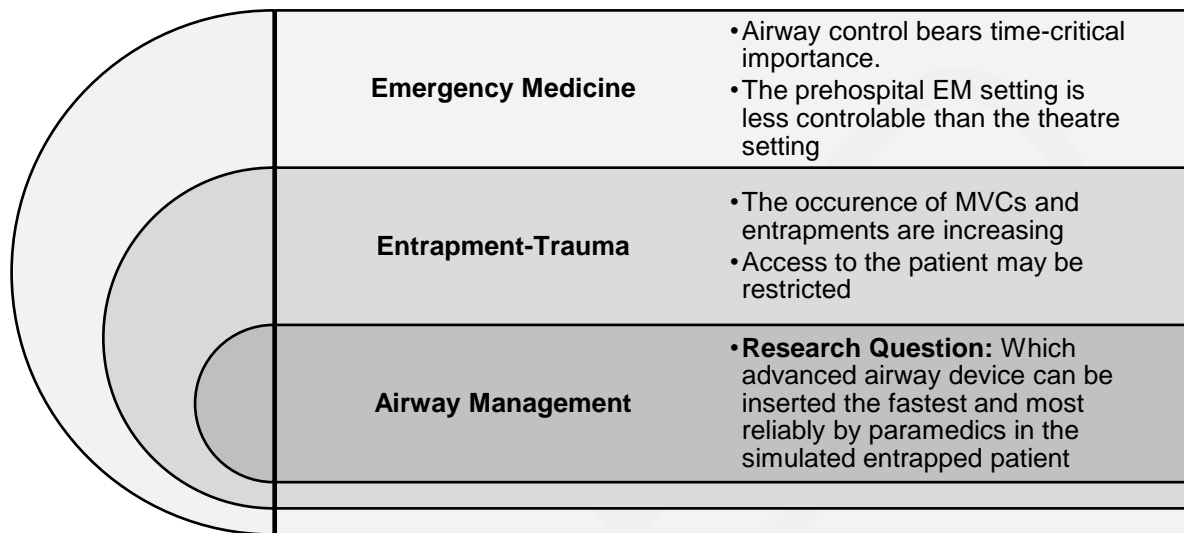 Emergency Medicine
•Airway control bears time-critical
importance.
•The prehospital EM setting is
less controlable than the theatre
setting
Entrapment-Trauma
•The occurence of MVCs and
entrapments are increasing
•Access to the patient may be
restricted
Airway Management
•Research Question: Which
advanced airway device can be
inserted the fastest and most
reliably by paramedics in the
simulated entrapped patient